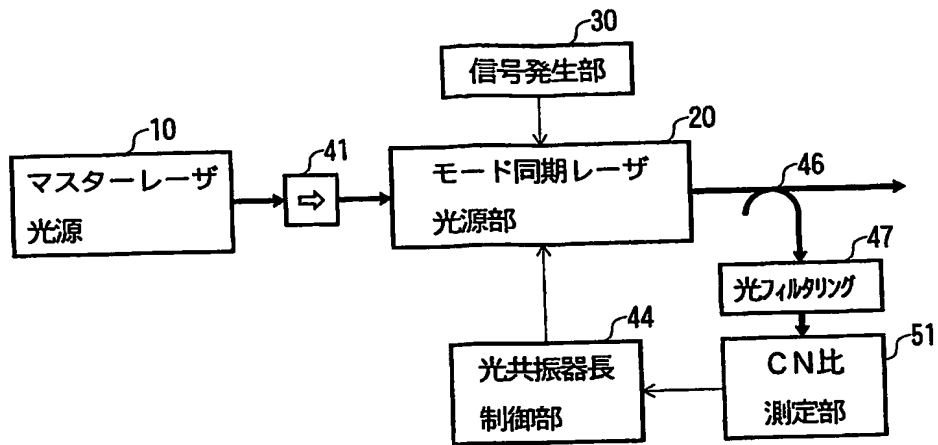 30
信号発生部
10
マスターレーザ
光源
41
⇨
20
モード同期レーザ
光源部
46
47
光フィルタリング
44
光共振器長
制御部
51
CN比
測定部